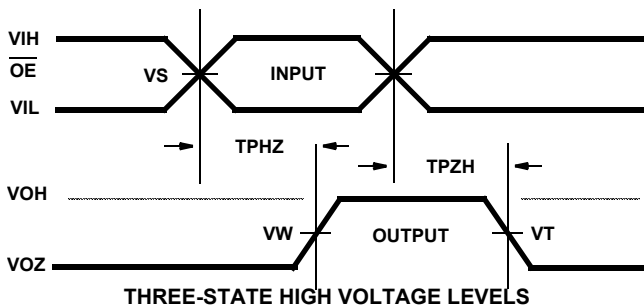 VIH
OE
VS
INPUT
VIL
TPHZ
TPZH
VOH
VW
OUTPUT
VT
VOZ
THREE-STATE HIGH VOLTAGE LEVELS